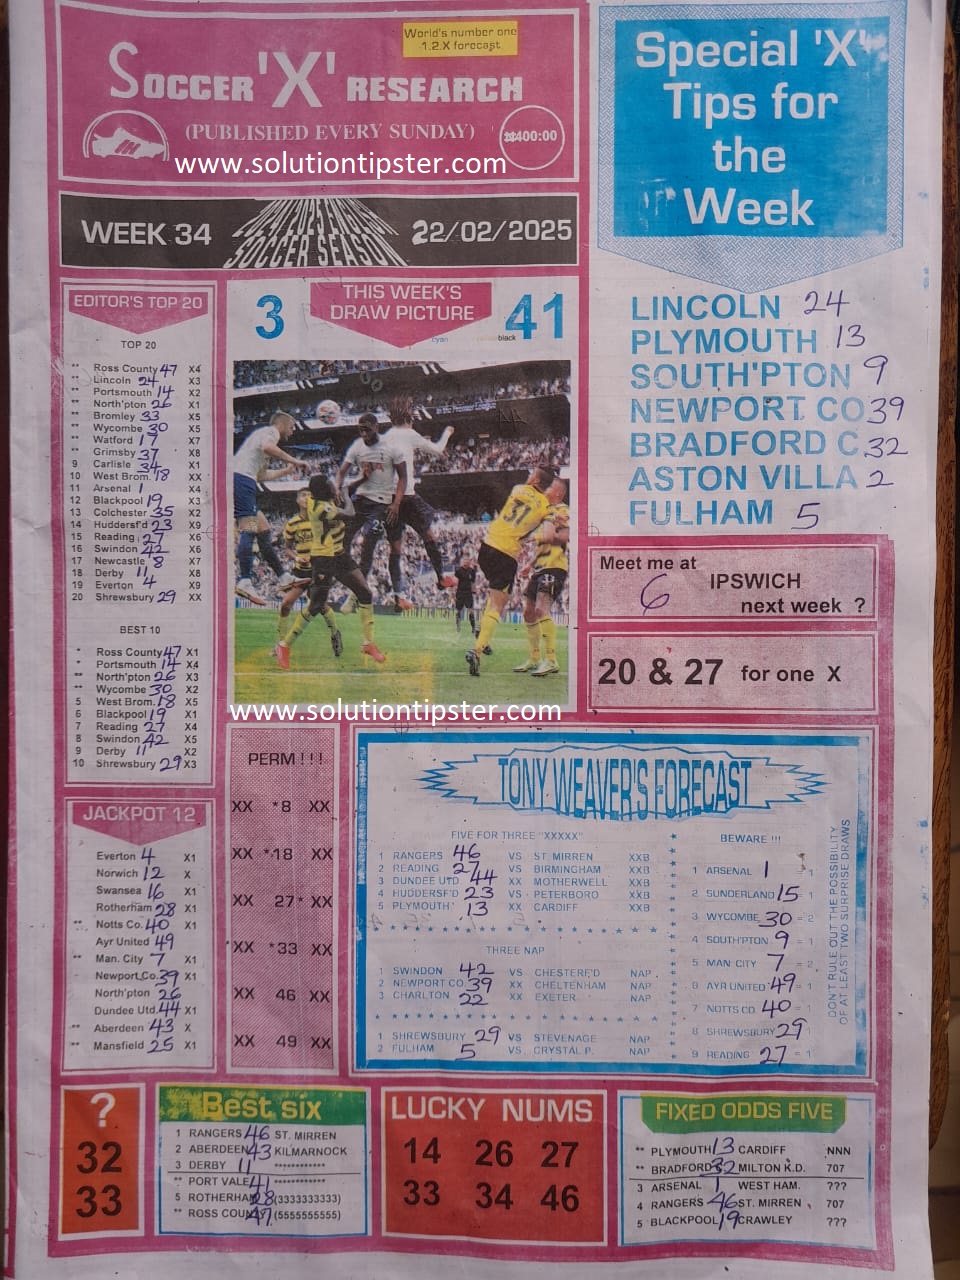 World's number one
1.2.X forecast
SOCCER 'X' RESEARCH
(PUBLISHED EVERY SUNDAY)
₦400:00
www.solutiontipster.com
WEEK 34
2024/2025 ENGLISH
SOCCER SEASON
22/02/2025
Special 'X'
Tips for
the
Week
LINCOLN 24
PLYMOUTH 13
SOUTH'PTON 9
NEWPORT CO 39
BRADFORD C 32
ASTON VILLA 2
FULHAM 5
Meet me at
6 IPSWICH
next week ?
20 & 27 for one X
EDITOR'S TOP 20
TOP 20
** Ross County 47 X4
** Lincoln 24 X3
** Portsmouth 14 X2
** North'pton 26 X1
** Bromley 33 X5
** Wycombe 30 X5
** Watford 17 X7
** Grimsby 37 X8
9 Carlisle 34 X1
10 West Brom. 18 XX
11 Arsenal 1 X4
12 Blackpool 19 X3
13 Colchester 35 X2
14 Huddersf'd 23 X9
15 Reading 27 X6
16 Swindon 42 X6
17 Newcastle 8 X7
18 Derby 11 X8
19 Everton 4 X9
20 Shrewsbury 29 XX
BEST 10
* Ross County 47 X1
* Portsmouth 14 X4
** North'pton 26 X3
** Wycombe 30 X2
5 West Brom. 18 X5
6 Blackpool 19 X1
7 Reading 27 X4
8 Swindon 42 X5
9 Derby 11 X2
10 Shrewsbury 29 X3
3 THIS WEEK'S 41
DRAW PICTURE
cyan black
31
25
www.solutiontipster.com
JACKPOT 12
Everton 4 X1
Norwich 12 X
Swansea 16 X1
Rotherham 28 X1
** Notts Co. 40 X1
Ayr United 49
** Man. City 7 X1
Newport Co. 39 X1
North'pton 26
Dundee Utd 44 X1
** Aberdeen 43 X
** Mansfield 25 X1
PERM ! ! !
XX *8 XX
XX *18 XX
XX 27* XX
XX *33 XX
XX 46 XX
XX 49 XX
TONY WEAVER'S FORECAST
FIVE FOR THREE "XXXXX"
1 RANGERS 46 VS ST. MIRREN XXB
2 READING 27 VS BIRMINGHAM XXB
3 DUNDEE UTD 44 XX MOTHERWELL XXB
4 HUDDERSF'D 23 XX PETERBORO XXB
5 PLYMOUTH 13 XX CARDIFF XXB
THREE NAP
1 SWINDON 42 VS CHESTERF'D NAP
2 NEWPORT CO 39 XX CHELTENHAM NAP
3 CHARLTON 22 XX EXETER NAP
1 SHREWSBURY 29 VS STEVENAGE NAP
2 FULHAM 5 VS CRYSTAL P. NAP
BEWARE !!!
1 ARSENAL 1 = 1
2 SUNDERLAND 15 = 1
3 WYCOMBE 30 = 2
4 SOUTH'PTON 9 = 1
5 MAN CITY 7 = 2
6 AYR UNITED 49 = 1
7 NOTTS CO 40 = 1
8 SHREWSBURY 29
9 READING 27 = 1
DON'T RULE OUT THE POSSIBILITY
OF AT LEAST TWO SURPRISE DRAWS
?
32
33
Best six
1 RANGERS 46 ST. MIRREN
2 ABERDEEN 43 KILMARNOCK
3 DERBY 11 ************
** PORT VALE 41 ************
5 ROTHERHAM 28 (3333333333)
** ROSS COUNTY 47 (5555555555)
LUCKY NUMS
14 26 27
33 34 46
FIXED ODDS FIVE
** PLYMOUTH 13 CARDIFF NNN
** BRADFORD 32 MILTON K.D. 707
3 ARSENAL 1 WEST HAM. ???
4 RANGERS 46 ST. MIRREN 707
5 BLACKPOOL 19 CRAWLEY ???